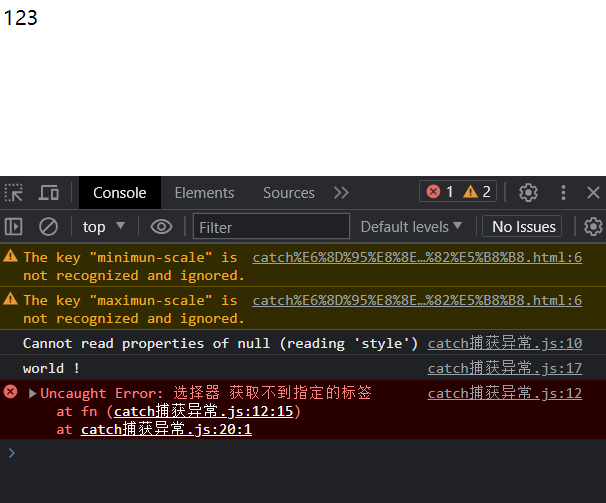 123
Console Elements Sources 1 2
top Filter Default levels No Issues
The key "minimun-scale" is catch%E6%8D%95%E8%8E…%82%E5%B8%B8.html:6
not recognized and ignored.
The key "maximun-scale" is catch%E6%8D%95%E8%8E…%82%E5%B8%B8.html:6
not recognized and ignored.
Cannot read properties of null (reading 'style') catch捕获异常.js:10
world ! catch捕获异常.js:17
Uncaught Error: 选择器 获取不到指定的标签 catch捕获异常.js:12
at fn (catch捕获异常.js:12:15)
at catch捕获异常.js:20:1